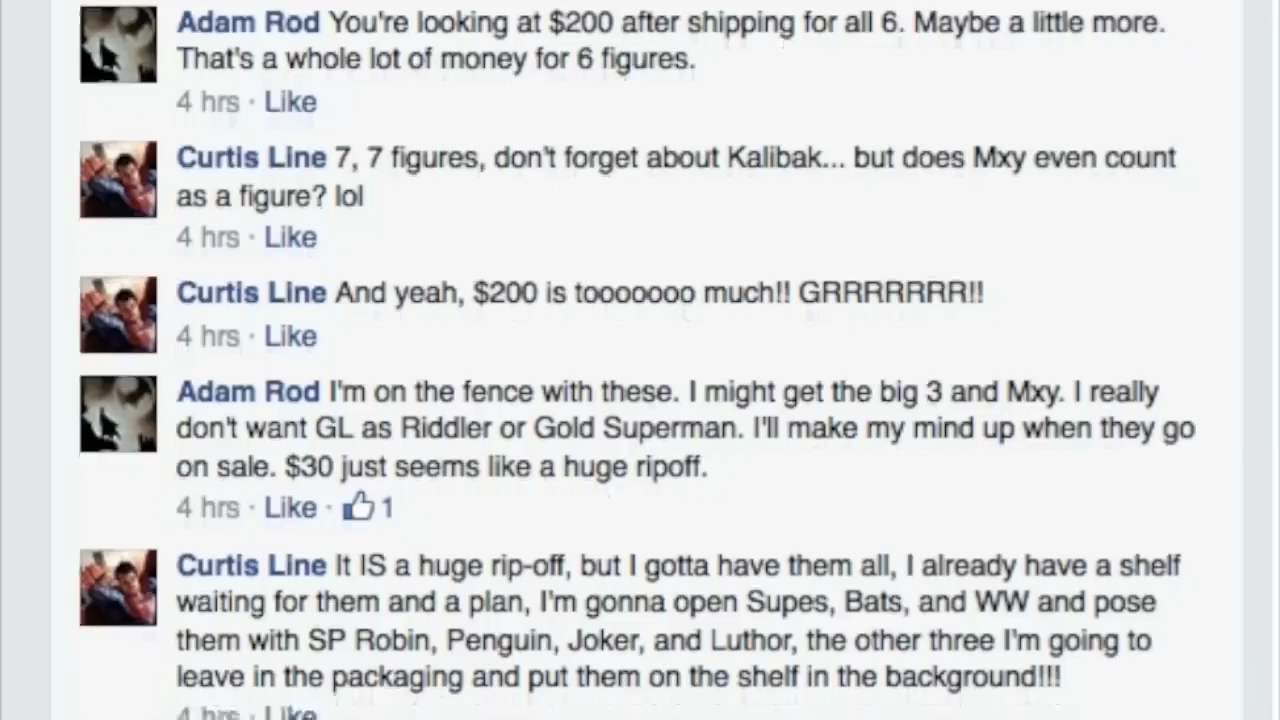 Adam Rod You're looking at $200 after shipping for all 6. Maybe a little more.
That's a whole lot of money for 6 figures.
4 hrs · Like
Curtis Line 7, 7 figures, don't forget about Kalibak... but does Mxy even count
as a figure? lol
4 hrs · Like
Curtis Line And yeah, $200 is tooooooo much!! GRRRRRRR!!
4 hrs · Like
Adam Rod I'm on the fence with these. I might get the big 3 and Mxy. I really
don't want GL as Riddler or Gold Superman. I'll make my mind up when they go
on sale. $30 just seems like a huge ripoff.
4 hrs · Like · 1
Curtis Line It IS a huge rip-off, but I gotta have them all, I already have a shelf
waiting for them and a plan, I'm gonna open Supes, Bats, and WW and pose
them with SP Robin, Penguin, Joker, and Luthor, the other three I'm going to
leave in the packaging and put them on the shelf in the background!!!
4 hrs · Like